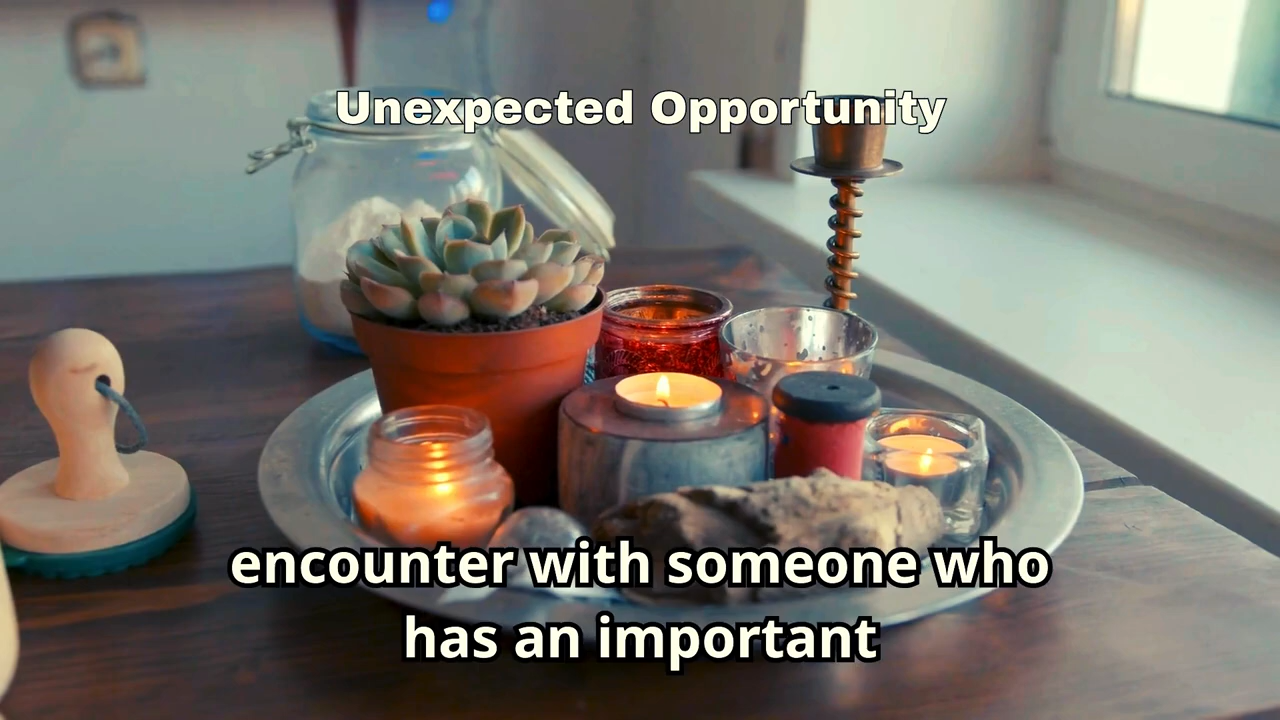 Unexpected Opportunity
encounter with someone who
has an important